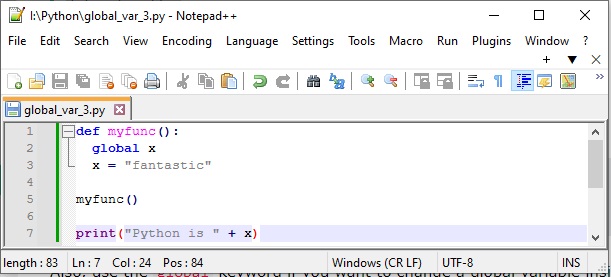 I:\Python\global_var_3.py - Notepad++
File Edit Search View Encoding Language Settings Tools Macro Run Plugins Window ?
+ ▼ X
global_var_3.py
1 def myfunc():
2   global x
3   x = "fantastic"
4
5 myfunc()
6
7 print("Python is " + x)
length : 83 Ln : 7 Col : 24 Pos : 84 Windows (CR LF) UTF-8 INS
Also, use the global keyword if you want to change a global variable